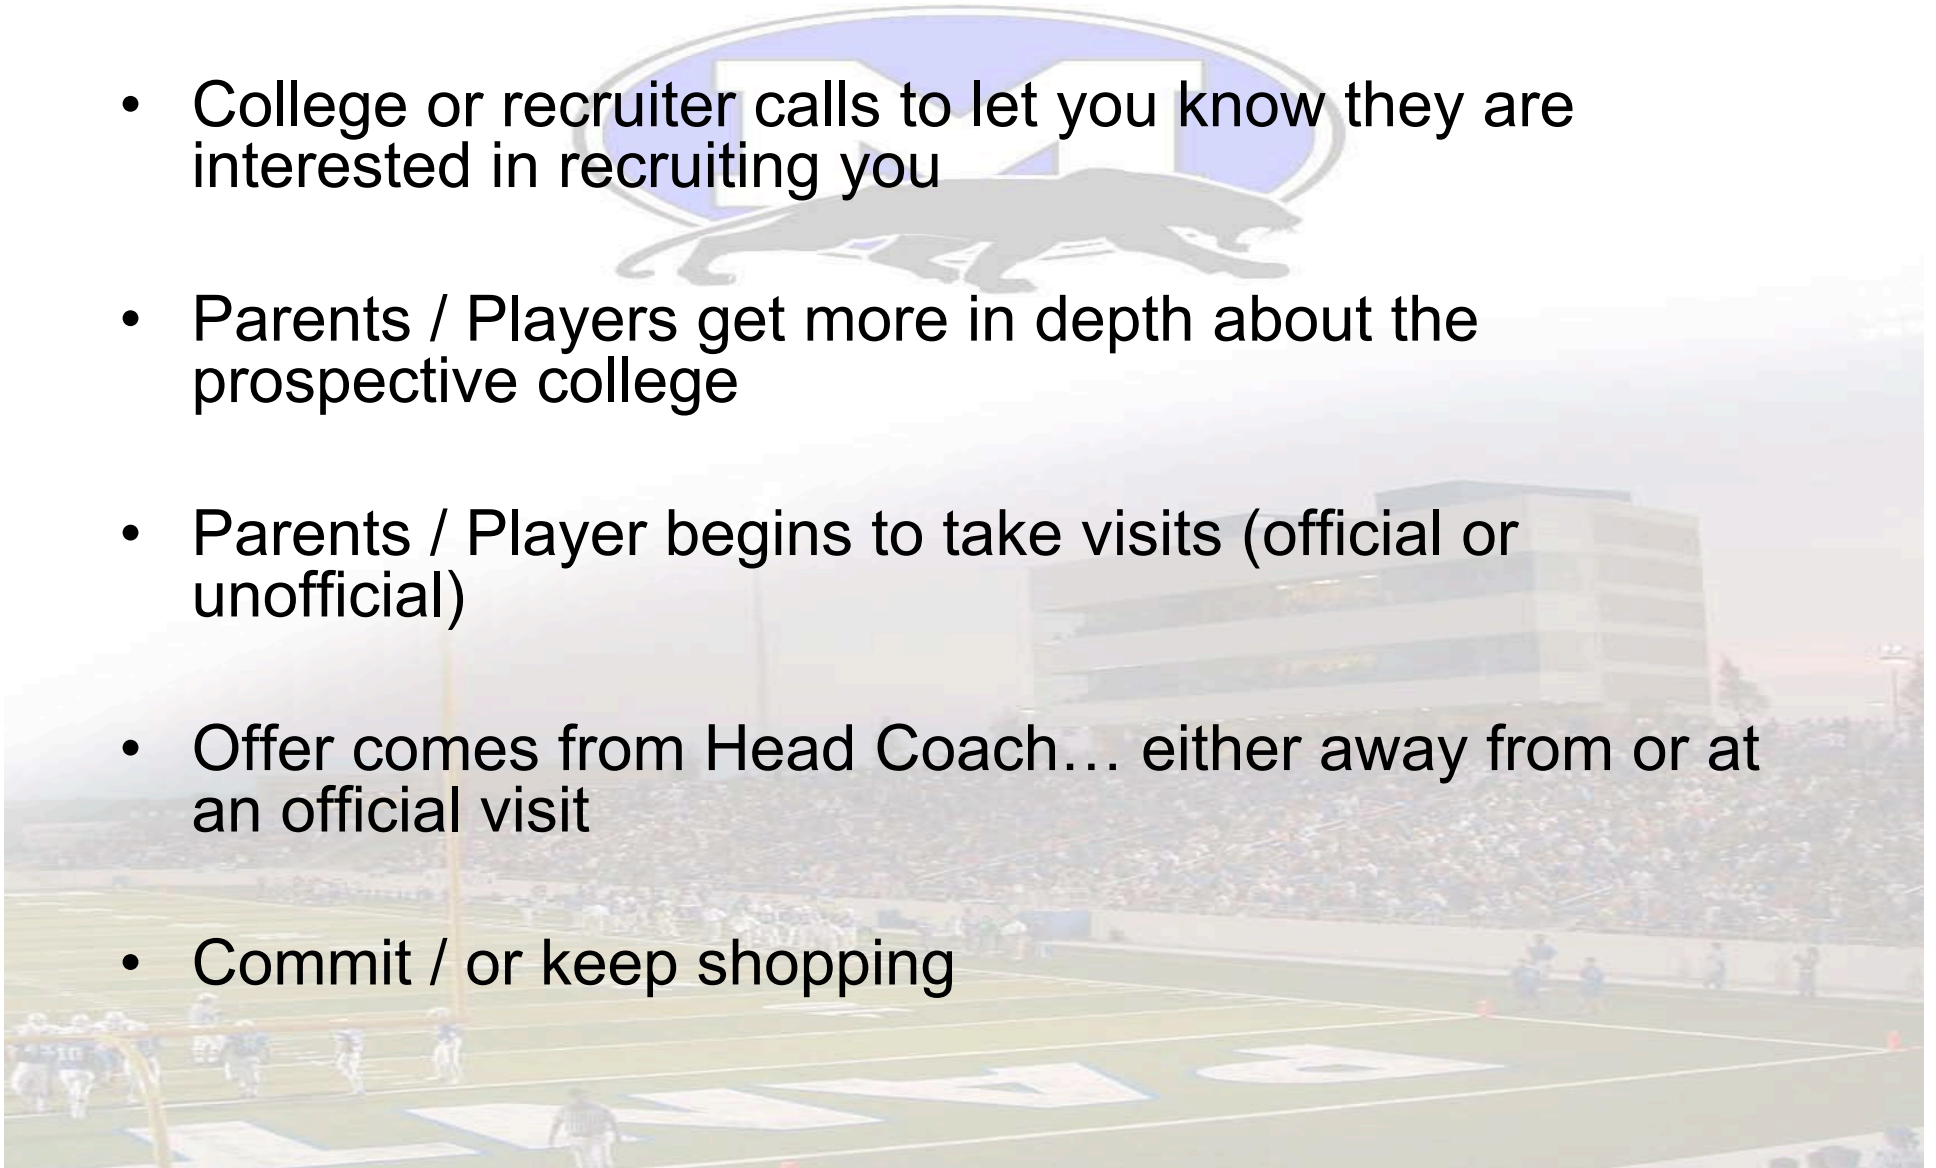 M
• College or recruiter calls to let you know they are
interested in recruiting you
• Parents / Players get more in depth about the
prospective college
• Parents / Player begins to take visits (official or
unofficial)
• Offer comes from Head Coach… either away from or at
an official visit
• Commit / or keep shopping